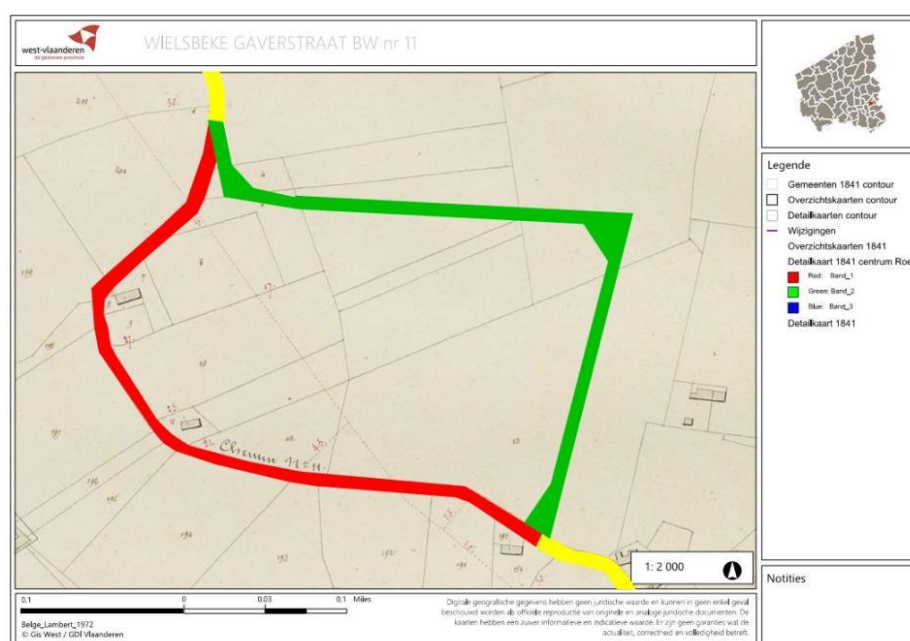 west-vlaanderen
de gedreven provincie
WIELSBEKE GAVERSTRAAT BW nr 11
Chemin Nº 11.
1: 2 000
Legende
Gemeenten 1841 contour
Overzichtskaarten contour
Detailkaarten contour
Wijzigingen
Overzichtskaarten 1841
Detailkaart 1841 centrum Roe
Red: Band_1
Green: Band_2
Blue: Band_3
Detailkaart 1841
Notities
0,1 0 0,03 0,1 Miles
Belge_Lambert_1972
© Gis West / GDI Vlaanderen
Digitale geografische gegevens hebben geen juridische waarde en kunnen in geen enkel geval
beschouwd worden als officiële reproductie van originele en analoge juridische documenten. De
kaarten hebben een zuiver informatieve en indicatieve waarde. Er zijn geen garanties wat de
actualiteit, correctheid en volledigheid betreft.